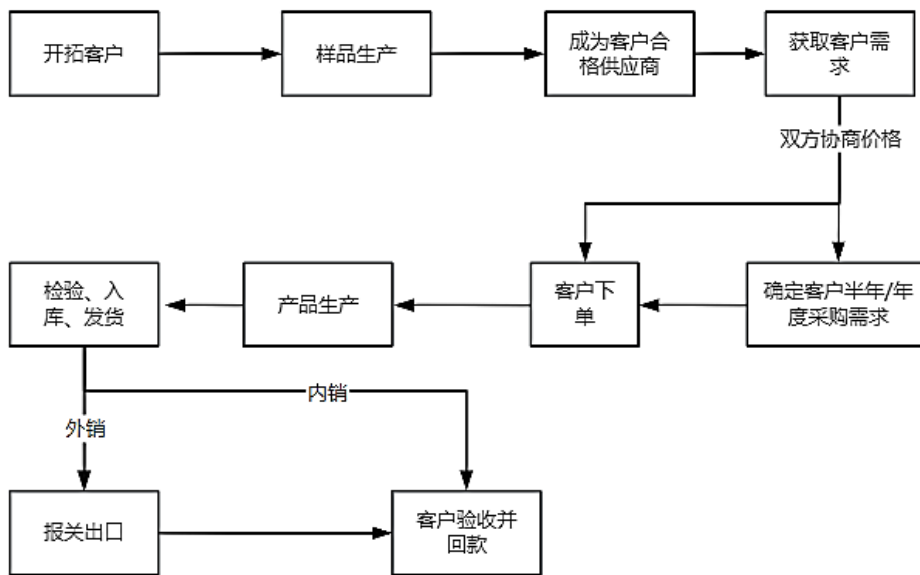 开拓客户
样品生产
成为客户合
格供应商
获取客户需
求
双方协商价格
检验、入
库、发货
产品生产
客户下
单
确定客户半年/年
度采购需求
内销
外销
报关出口
客户验收并
回款